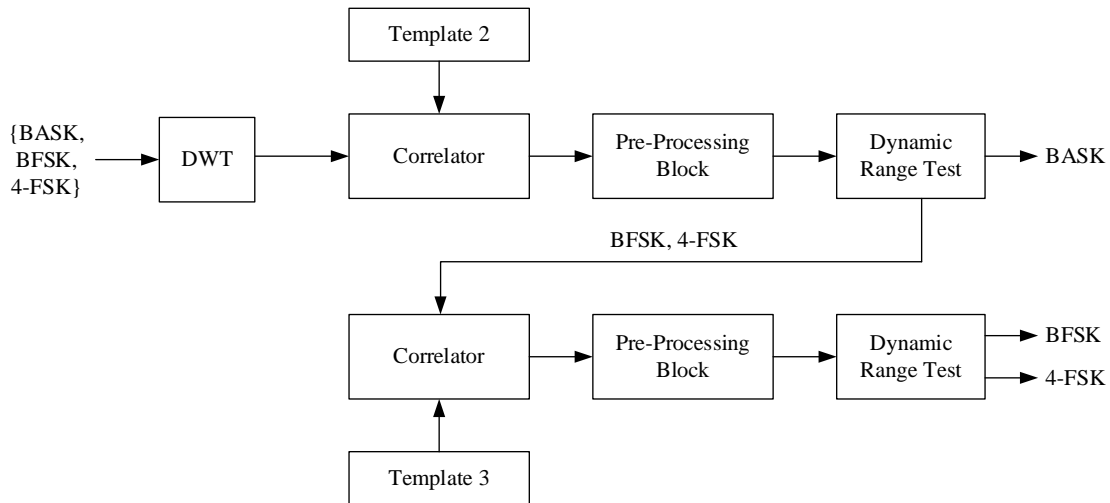 Template 2
{BASK,
BFSK,
4-FSK}
DWT
Correlator
Pre-Processing
Block
Dynamic
Range Test
BASK
BFSK, 4-FSK
Correlator
Pre-Processing
Block
Dynamic
Range Test
BFSK
4-FSK
Template 3